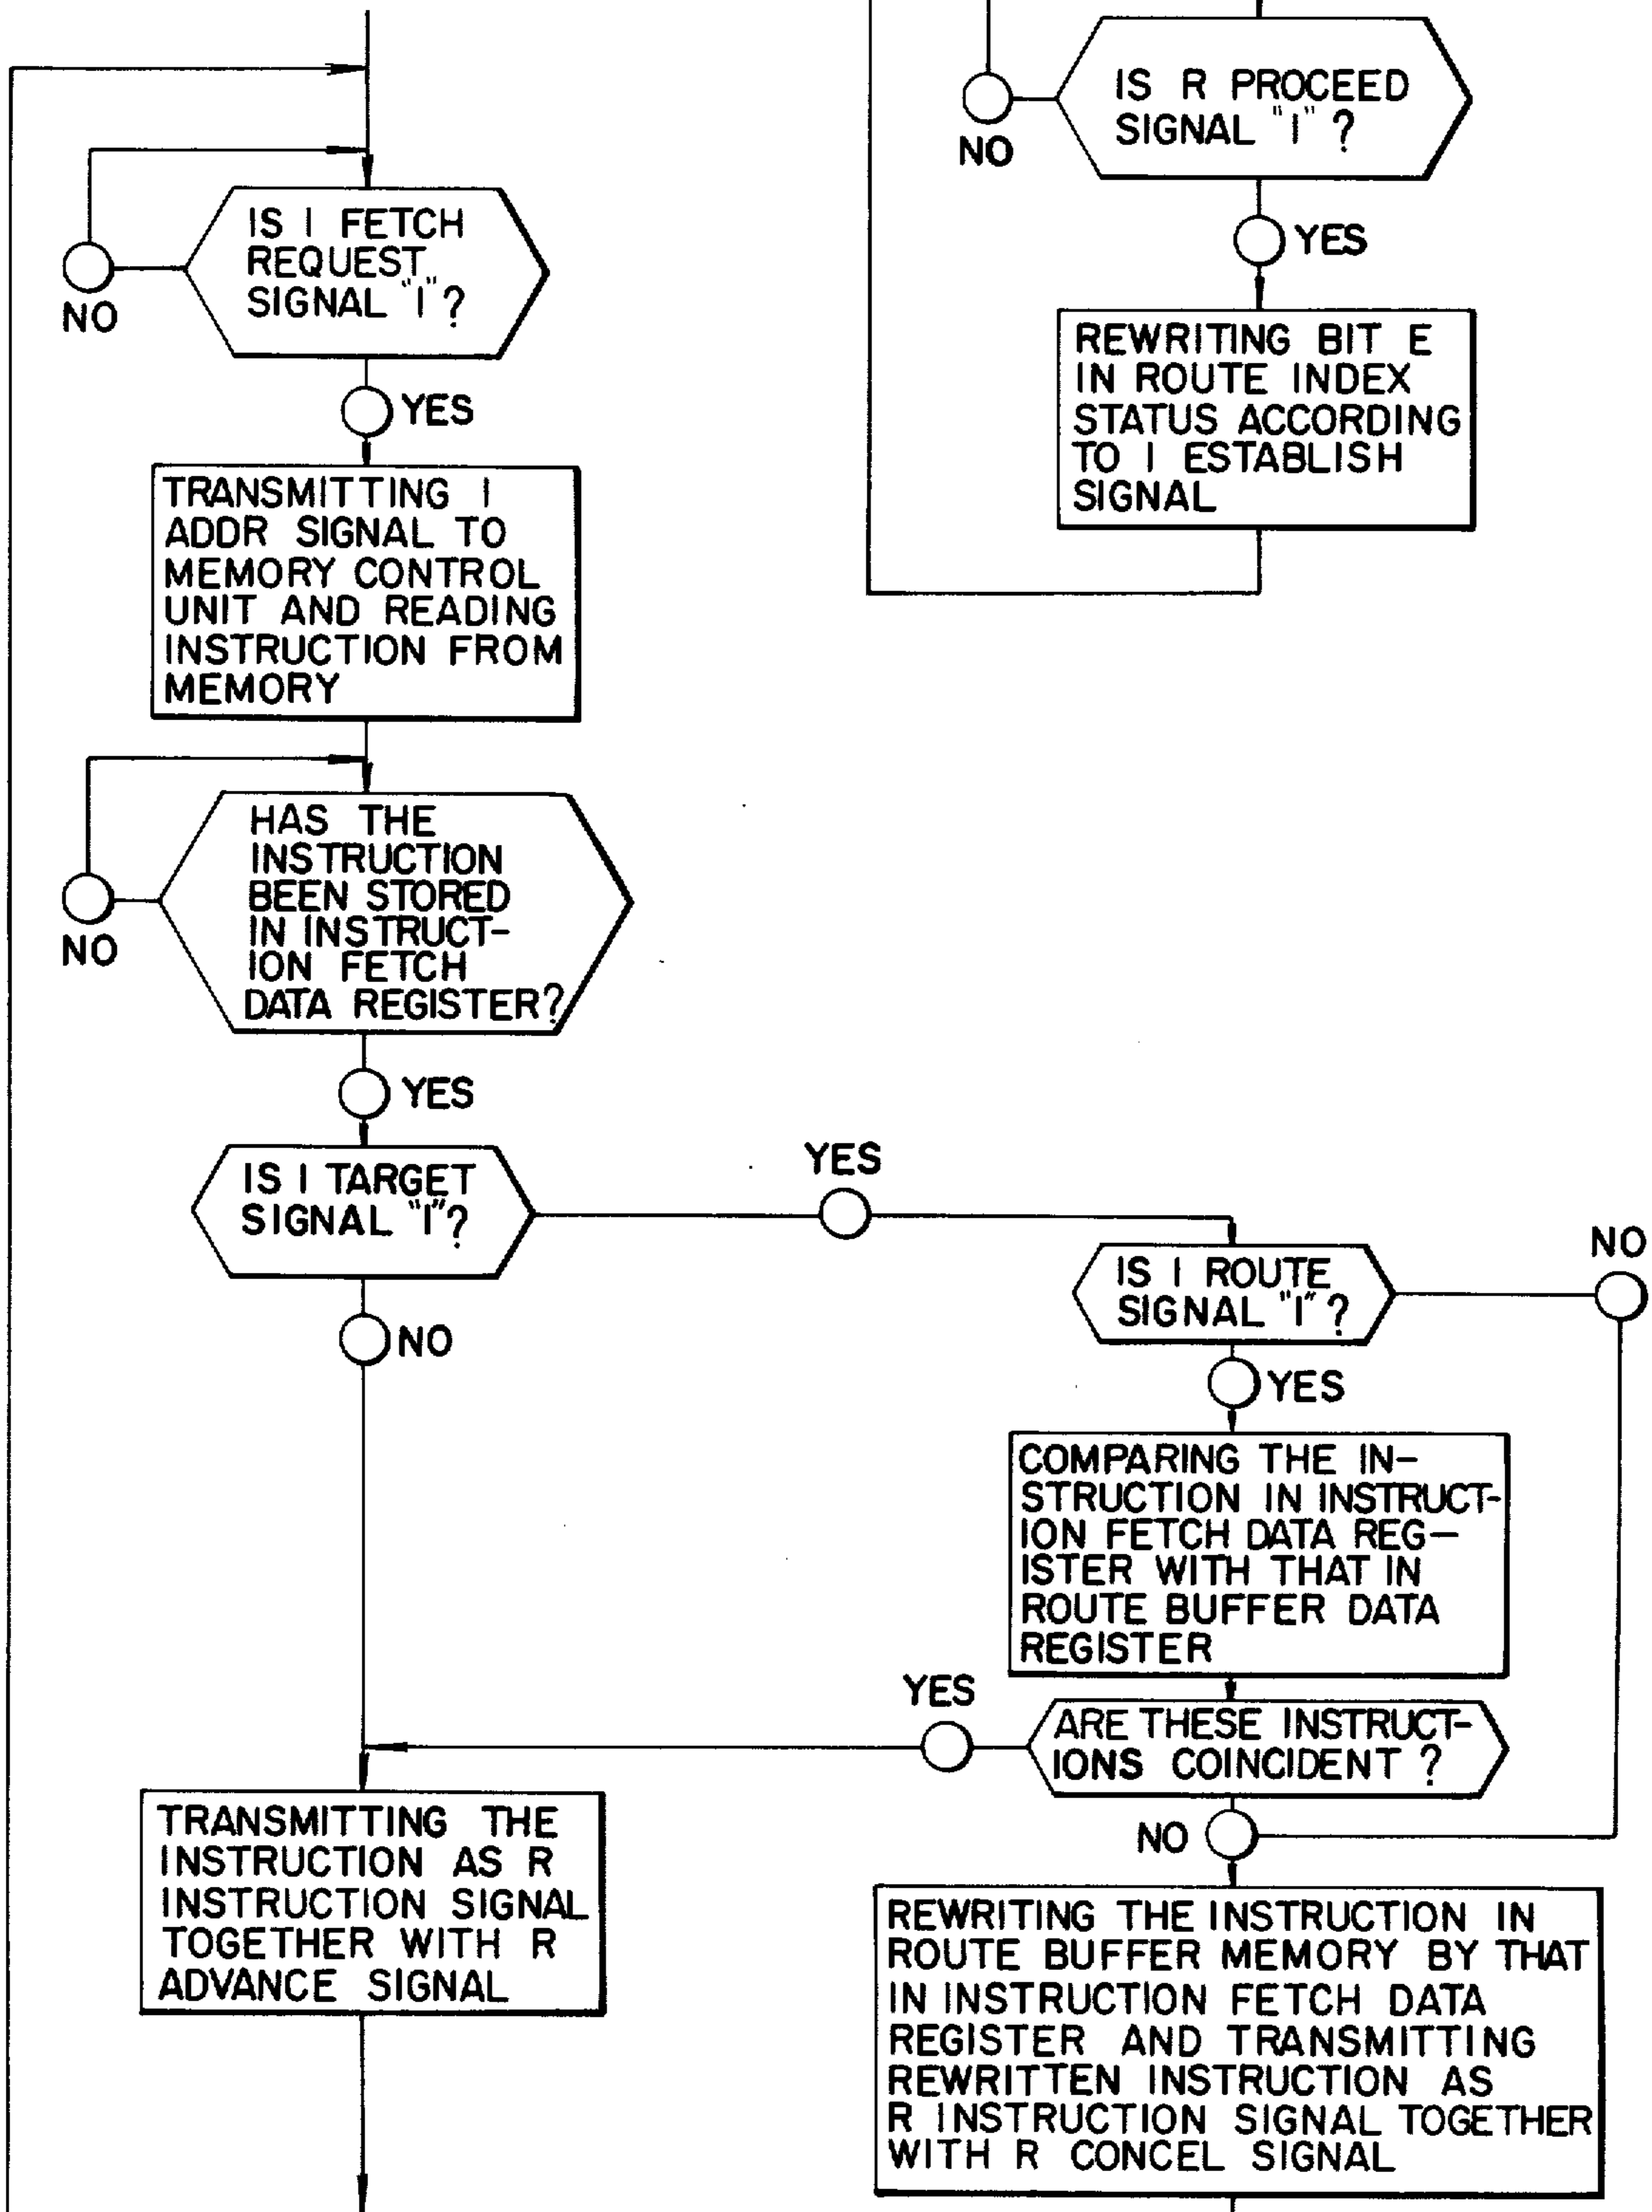 IS R PROCEED
SIGNAL "1" ?
NO
YES
REWRITING BIT E
IN ROUTE INDEX
STATUS ACCORDING
TO I ESTABLISH
SIGNAL
IS I FETCH
REQUEST
SIGNAL "1" ?
NO
YES
TRANSMITTING I
ADDR SIGNAL TO
MEMORY CONTROL
UNIT AND READING
INSTRUCTION FROM
MEMORY
HAS THE
INSTRUCTION
BEEN STORED
IN INSTRUCT-
ION FETCH
DATA REGISTER?
NO
YES
IS I TARGET
SIGNAL "1"?
YES
NO
IS I ROUTE
SIGNAL "1" ?
NO
YES
COMPARING THE IN-
STRUCTION IN INSTRUCT-
ION FETCH DATA REG-
ISTER WITH THAT IN
ROUTE BUFFER DATA
REGISTER
YES
ARE THESE INSTRUCT-
IONS COINCIDENT ?
NO
TRANSMITTING THE
INSTRUCTION AS R
INSTRUCTION SIGNAL
TOGETHER WITH R
ADVANCE SIGNAL
REWRITING THE INSTRUCTION IN
ROUTE BUFFER MEMORY BY THAT
IN INSTRUCTION FETCH DATA
REGISTER AND TRANSMITTING
REWRITTEN INSTRUCTION AS
R INSTRUCTION SIGNAL TOGETHER
WITH R CONCEL SIGNAL